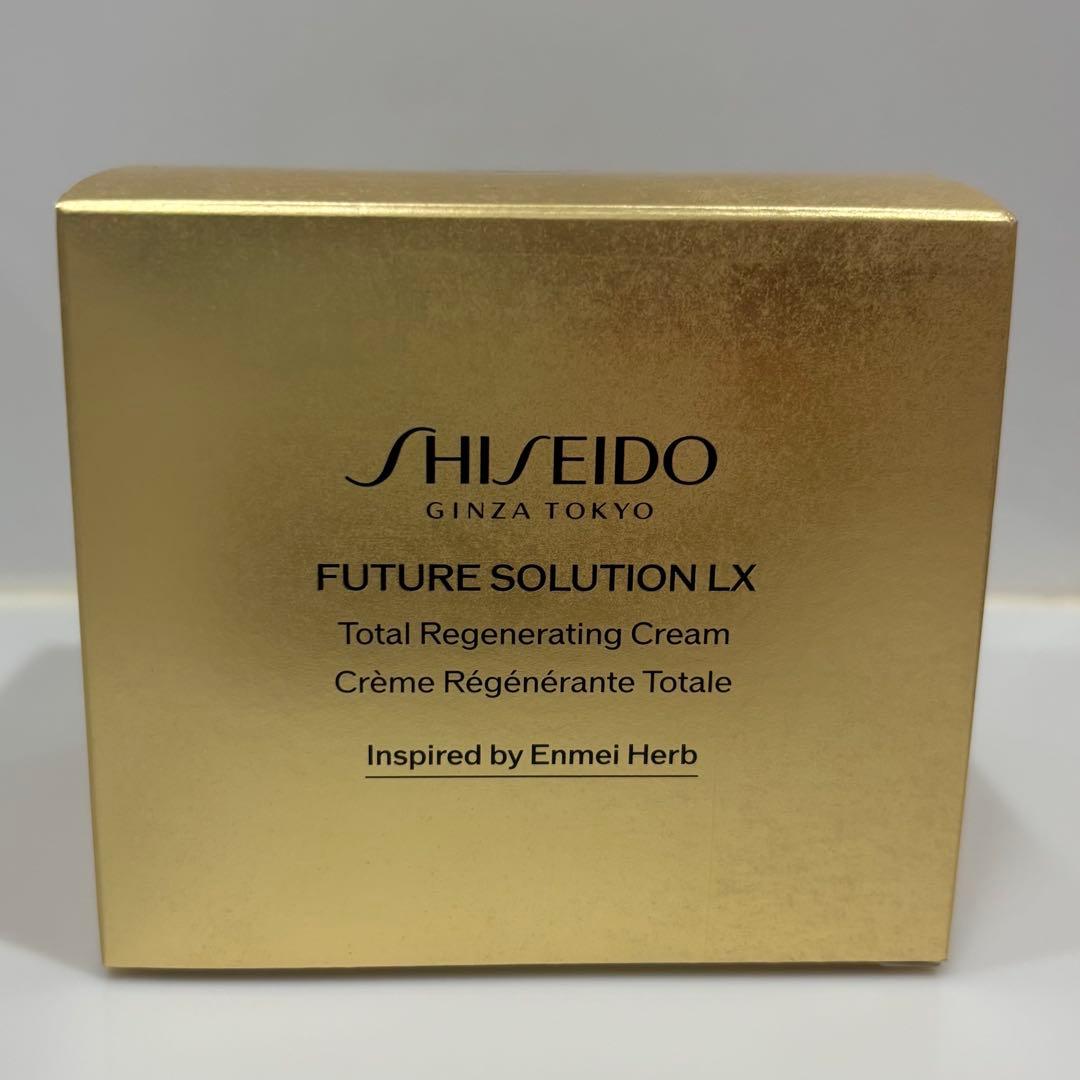 SHISEIDO
GINZA TOKYO
FUTURE SOLUTION LX
Total Regenerating Cream
Crème Régénérante Totale
Inspired by Enmei Herb